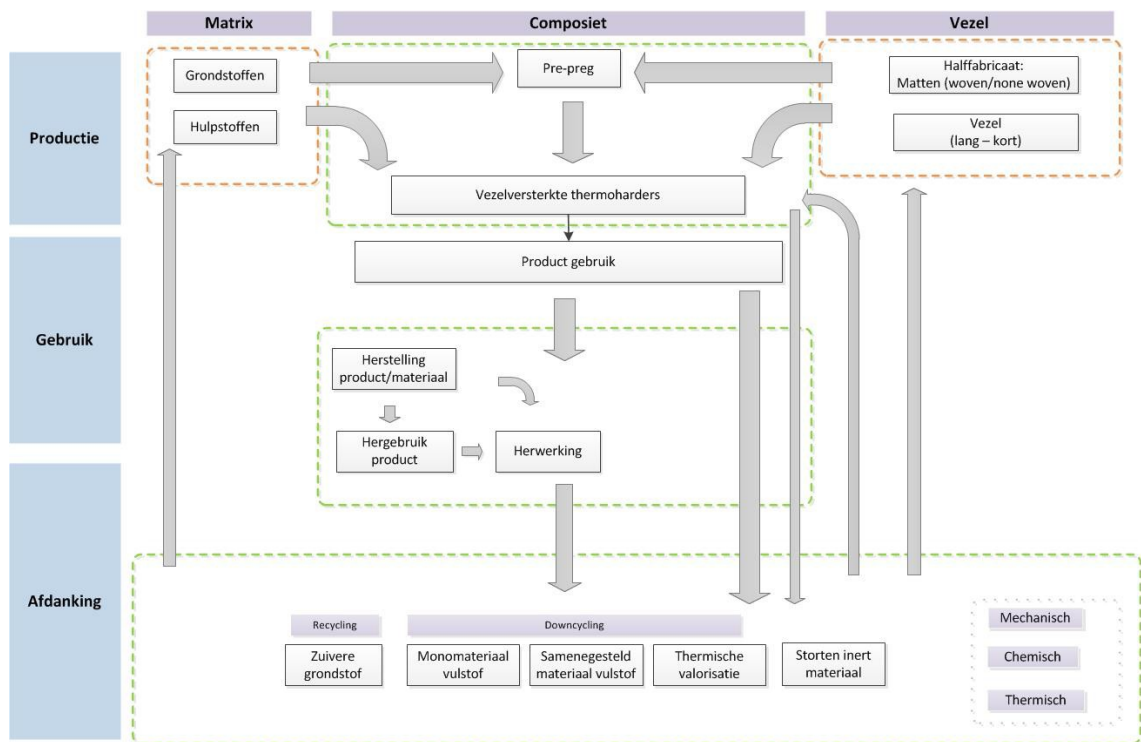 Matrix
Composiet
Vezel
Productie
Grondstoffen
Hulpstoffen
Pre-preg
Halffabricaat:
Matten (woven/none woven)
Vezel
(lang – kort)
Vezelversterkte thermoharders
Gebruik
Product gebruik
Herstelling
product/materiaal
Hergebruik
product
Herwerking
Afdanking
Recycling
Downcycling
Zuivere
grondstof
Monomateriaal
vulstof
Samenegesteld
materiaal vulstof
Thermische
valorisatie
Storten inert
materiaal
Mechanisch
Chemisch
Thermisch